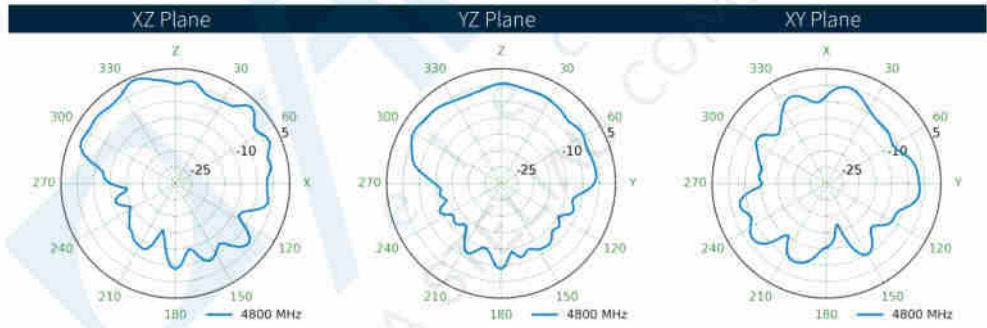 XZ Plane YZ Plane XY Plane
Z Z X
330 30 330 30 330 30
300 60 300 60 300 60
5 5 5
-10 -10 -10
-25 -25 -25
270 X 270 Y 270 Y
240 120 240 120 240 120
210 150 210 150 210 150
180 4800 MHz 180 4800 MHz 180 4800 MHz